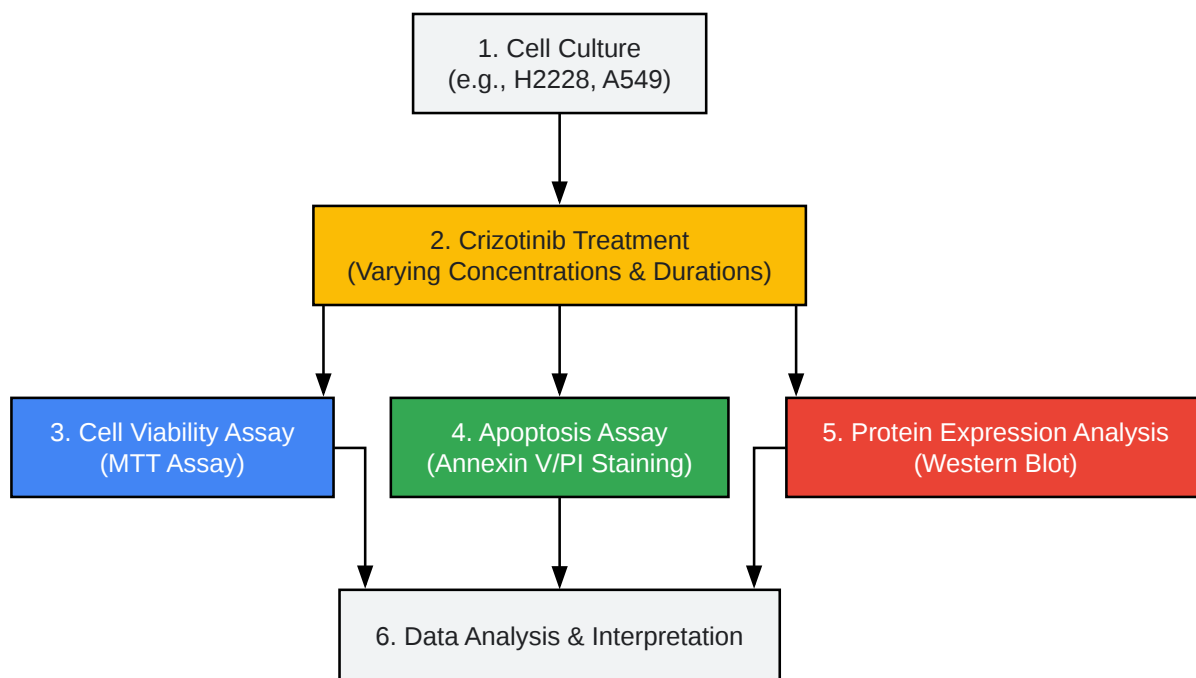 1. Cell Culture
(e.g., H2228, A549)
2. Crizotinib Treatment
(Varying Concentrations & Durations)
3. Cell Viability Assay
(MTT Assay)
4. Apoptosis Assay
(Annexin V/PI Staining)
5. Protein Expression Analysis
(Western Blot)
6. Data Analysis & Interpretation